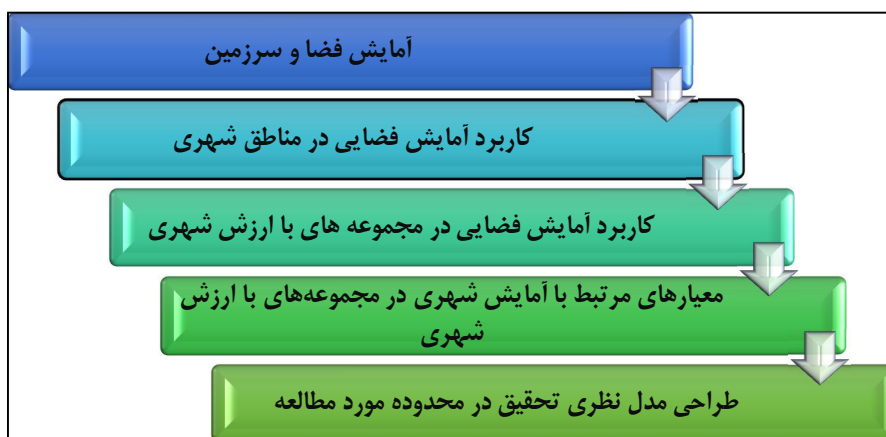 آمایش فضا و سرزمین
کاربرد آمایش فضایی در مناطق شهری
کاربرد آمایش فضایی در مجموعه های با ارزش شهری
معیارهای مرتبط با آمایش شهری در مجموعه‌های با ارزش
شهری
طراحی مدل نظری تحقیق در محدوده مورد مطالعه